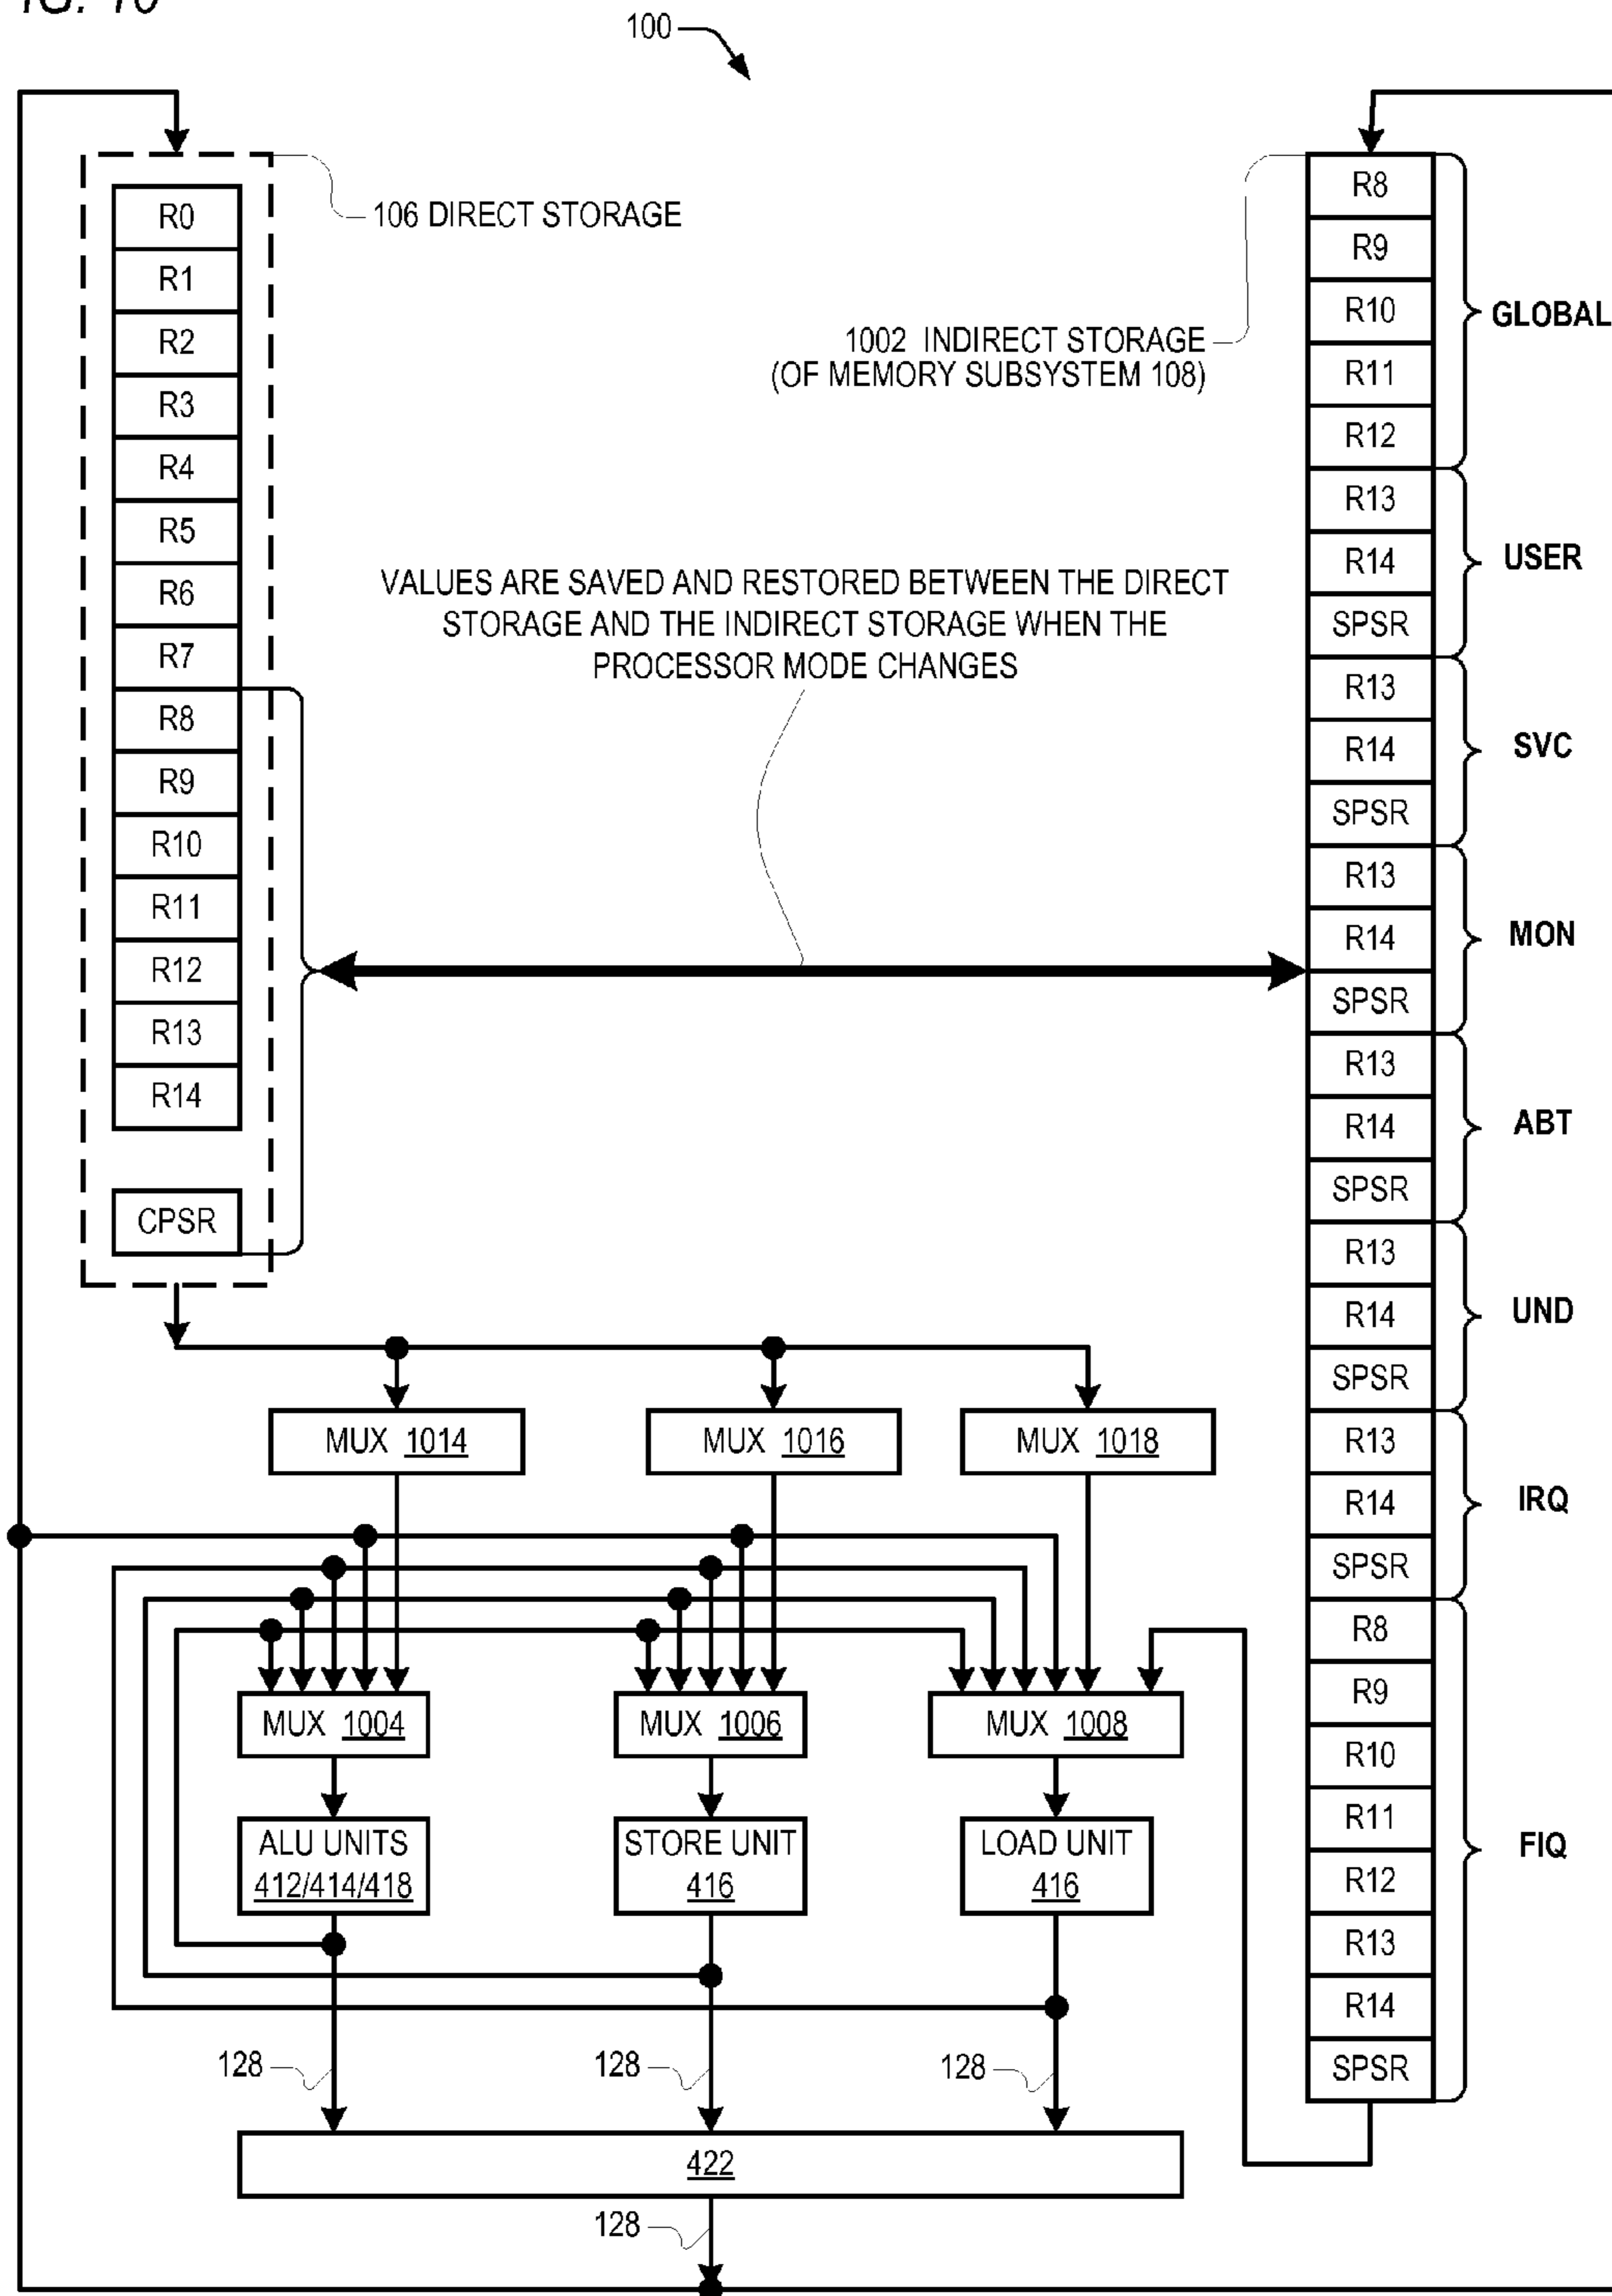 100
R0
R1
R2
R3
R4
R5
R6
R7
R8
R9
R10
R11
R12
R13
R14
CPSR
106 DIRECT STORAGE
1002 INDIRECT STORAGE
(OF MEMORY SUBSYSTEM 108)
VALUES ARE SAVED AND RESTORED BETWEEN THE DIRECT
STORAGE AND THE INDIRECT STORAGE WHEN THE
PROCESSOR MODE CHANGES
R8
R9
R10
R11
R12
GLOBAL
R13
R14
SPSR
USER
R13
R14
SPSR
SVC
R13
R14
SPSR
MON
R13
R14
SPSR
ABT
R13
R14
SPSR
UND
R13
R14
SPSR
IRQ
R8
R9
R10
R11
R12
R13
R14
SPSR
FIQ
MUX 1014
MUX 1016
MUX 1018
MUX 1004
MUX 1006
MUX 1008
ALU UNITS
412/414/418
STORE UNIT
416
LOAD UNIT
416
128
128
128
422
128